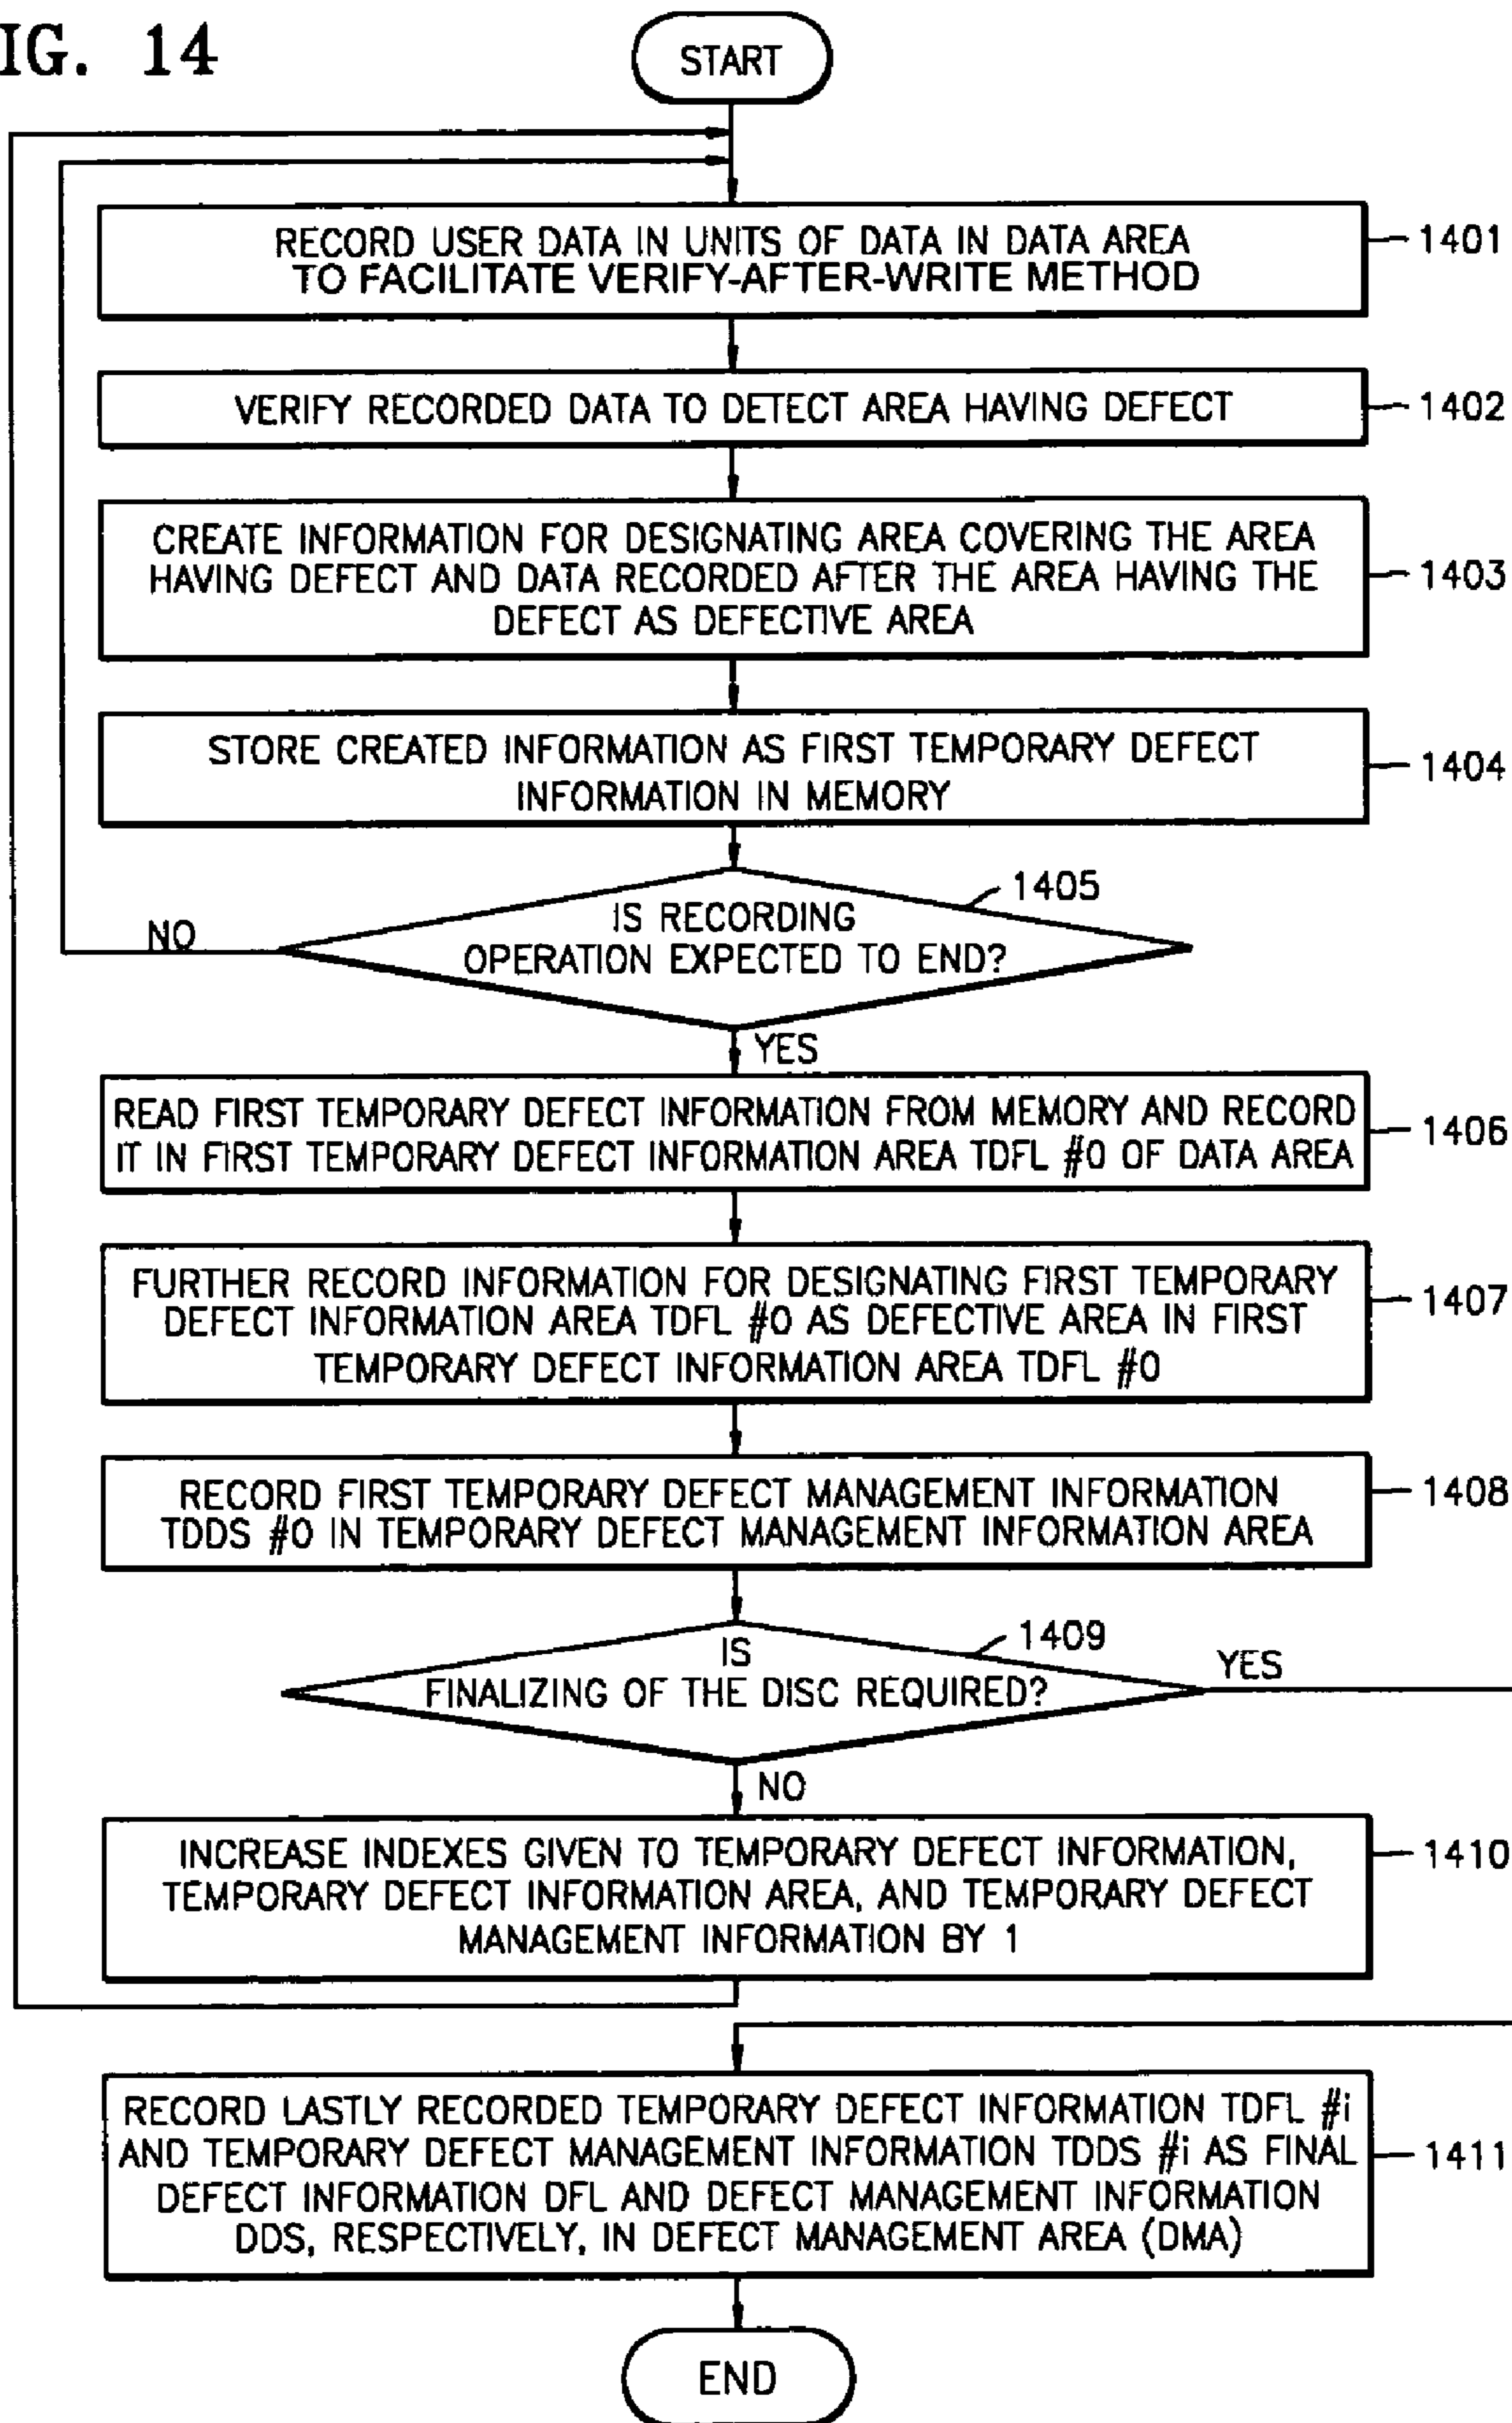 IG. 14
START
RECORD USER DATA IN UNITS OF DATA IN DATA AREA
TO FACILITATE VERIFY-AFTER-WRITE METHOD
1401
VERIFY RECORDED DATA TO DETECT AREA HAVING DEFECT
1402
CREATE INFORMATION FOR DESIGNATING AREA COVERING THE AREA
HAVING DEFECT AND DATA RECORDED AFTER THE AREA HAVING THE
DEFECT AS DEFECTIVE AREA
1403
STORE CREATED INFORMATION AS FIRST TEMPORARY DEFECT
INFORMATION IN MEMORY
1404
1405
IS RECORDING
OPERATION EXPECTED TO END?
NO
YES
READ FIRST TEMPORARY DEFECT INFORMATION FROM MEMORY AND RECORD
IT IN FIRST TEMPORARY DEFECT INFORMATION AREA TDFL #0 OF DATA AREA
1406
FURTHER RECORD INFORMATION FOR DESIGNATING FIRST TEMPORARY
DEFECT INFORMATION AREA TDFL #0 AS DEFECTIVE AREA IN FIRST
TEMPORARY DEFECT INFORMATION AREA TDFL #0
1407
RECORD FIRST TEMPORARY DEFECT MANAGEMENT INFORMATION
TDDS #0 IN TEMPORARY DEFECT MANAGEMENT INFORMATION AREA
1408
1409
IS
FINALIZING OF THE DISC REQUIRED?
YES
NO
INCREASE INDEXES GIVEN TO TEMPORARY DEFECT INFORMATION,
TEMPORARY DEFECT INFORMATION AREA, AND TEMPORARY DEFECT
MANAGEMENT INFORMATION BY 1
1410
RECORD LASTLY RECORDED TEMPORARY DEFECT INFORMATION TDFL #i
AND TEMPORARY DEFECT MANAGEMENT INFORMATION TDDS #i AS FINAL
DEFECT INFORMATION DFL AND DEFECT MANAGEMENT INFORMATION
DDS, RESPECTIVELY, IN DEFECT MANAGEMENT AREA (DMA)
1411
END